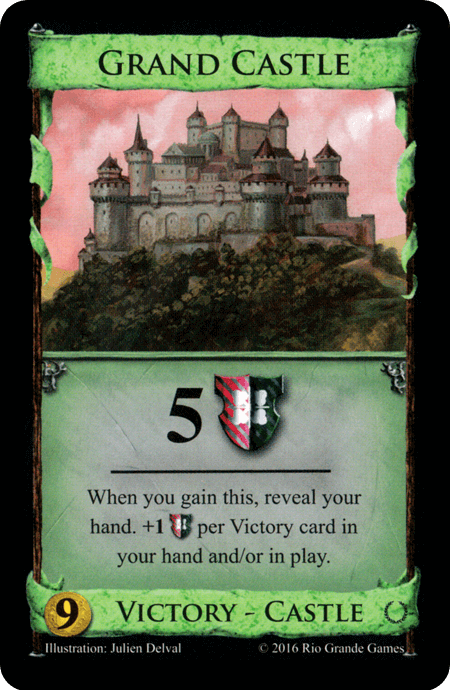 GRAND CASTLE
5
When you gain this, reveal your
hand. +1 per Victory card in
your hand and/or in play.
9 VICTORY - CASTLE
Illustration: Julien Delval © 2016 Rio Grande Games